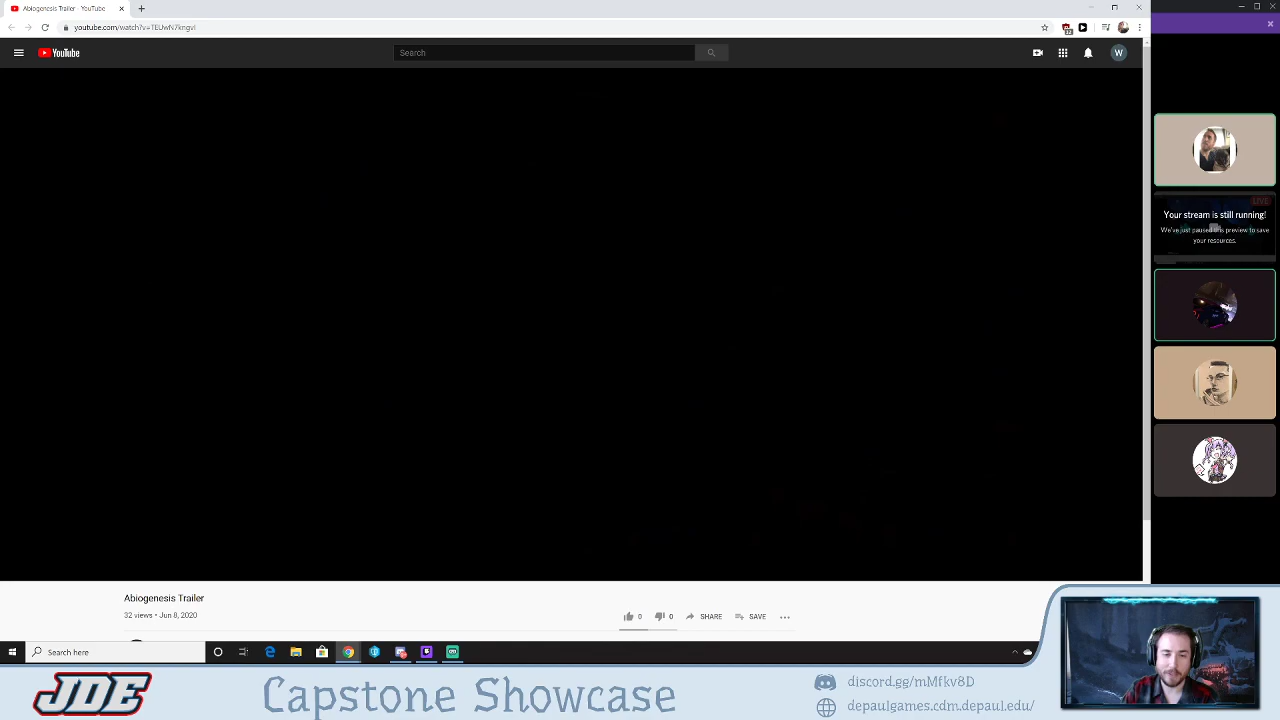 Abiogenesis Trailer - YouTube
youtube.com/watch?v=TEUwN7kngvI
YouTube
Search
W
LIVE
Your stream is still running!
We've just paused this preview to save
your resources.
Abiogenesis Trailer
32 views • Jun 8, 2020
0
0
SHARE
SAVE
Search here
JDE
Capstone Showcase
discord.gg/mMfkv8D
depaulgames.cdm.depaul.edu/